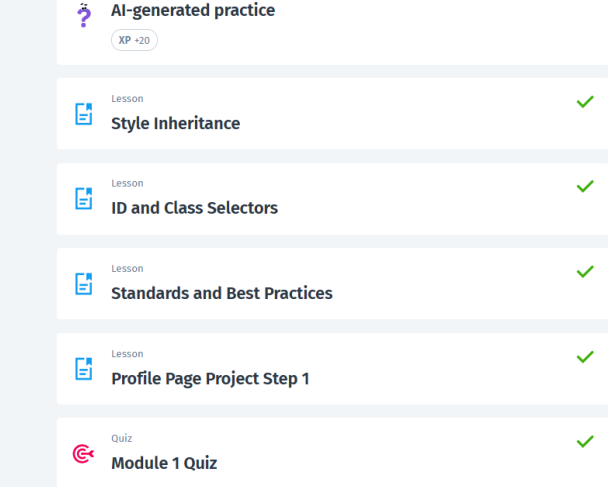 AI-generated practice
XP +20
Lesson
Style Inheritance
Lesson
ID and Class Selectors
Lesson
Standards and Best Practices
Lesson
Profile Page Project Step 1
Quiz
Module 1 Quiz